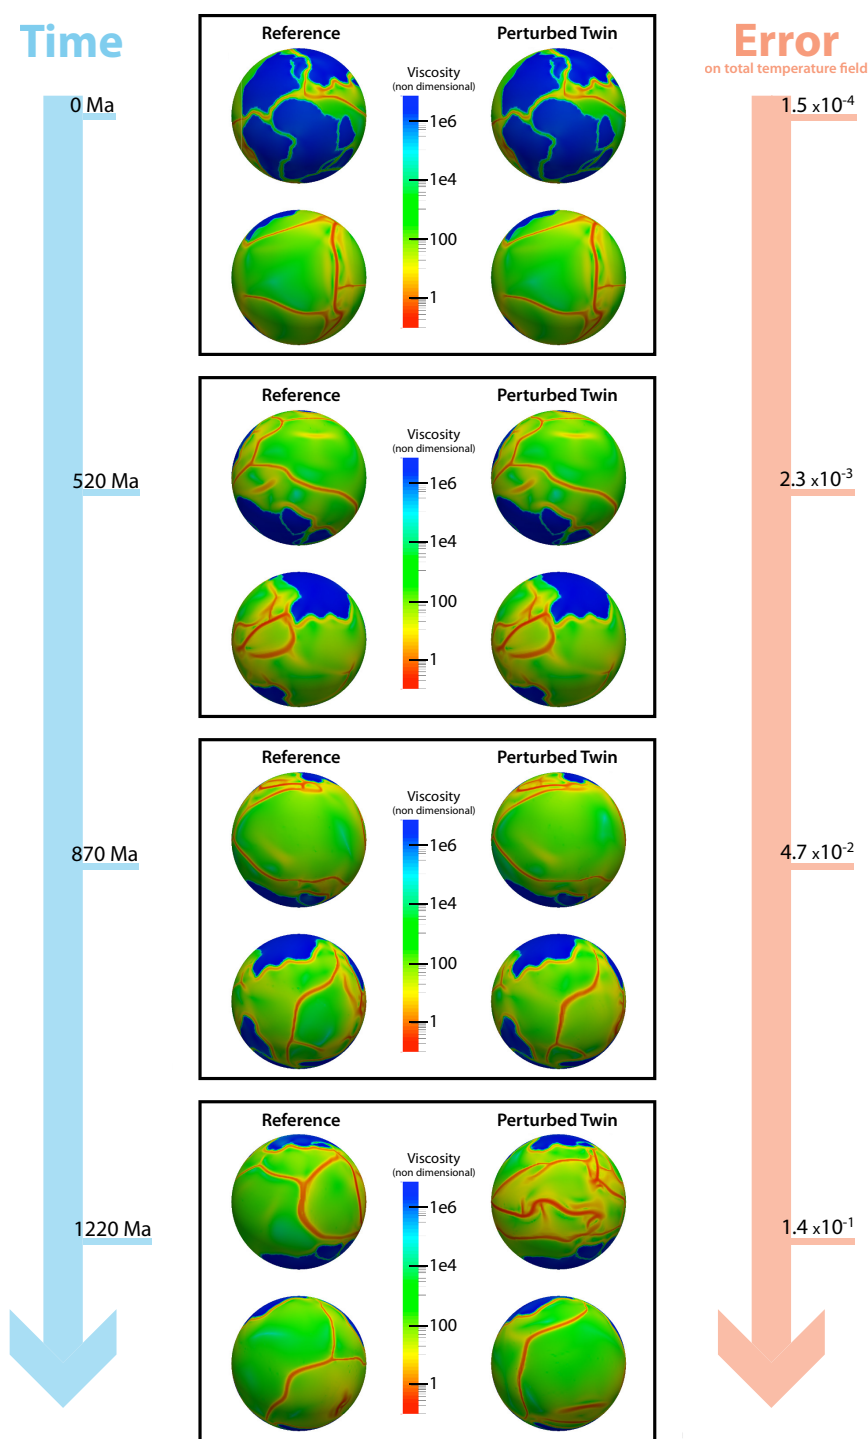 Time
Error
on total temperature field
0 Ma
1.5 x10-4
Reference
Perturbed Twin
Viscosity
(non dimensional)
1e6
1e4
100
1
520 Ma
2.3 x10-3
Reference
Perturbed Twin
Viscosity
(non dimensional)
1e6
1e4
100
1
870 Ma
4.7 x10-2
Reference
Perturbed Twin
Viscosity
(non dimensional)
1e6
1e4
100
1
1220 Ma
1.4 x10-1
Reference
Perturbed Twin
Viscosity
(non dimensional)
1e6
1e4
100
1